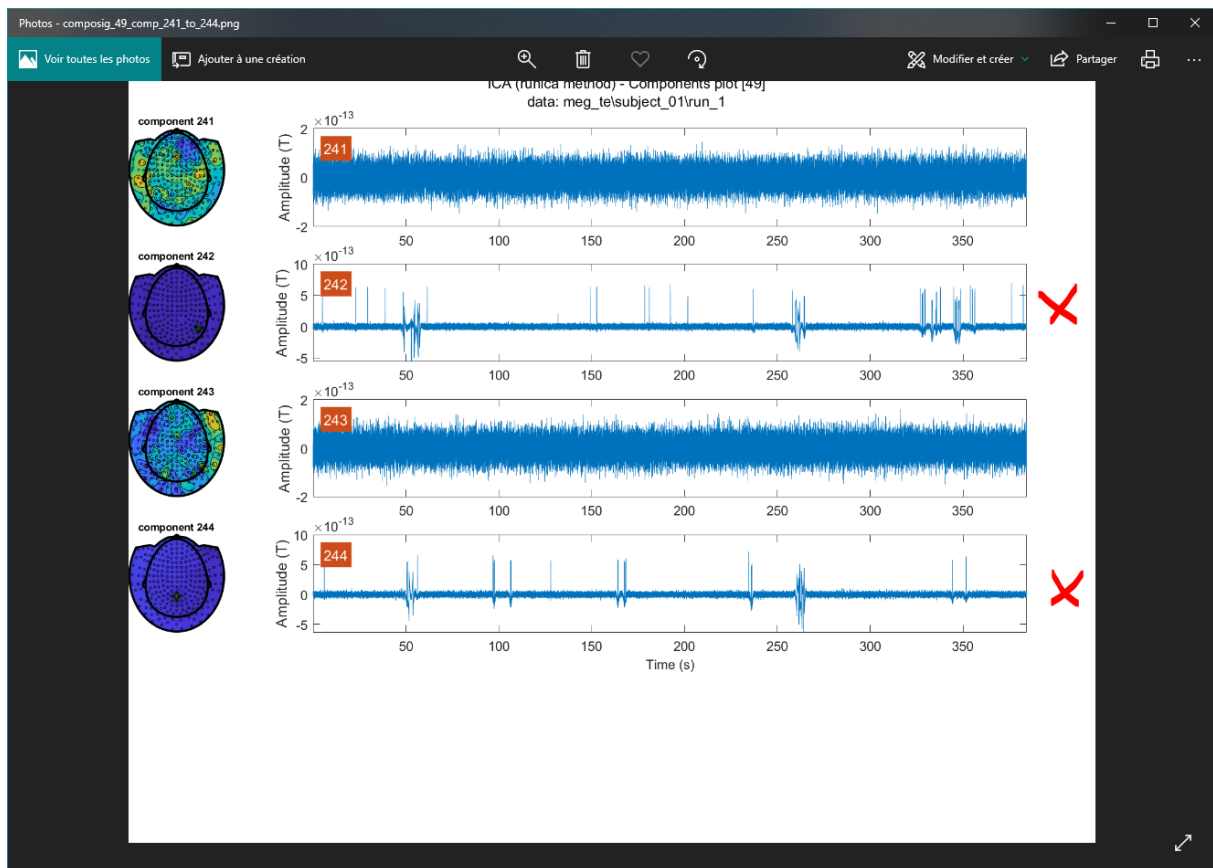 Photos - composig_49_comp_241_to_244.png
Voir toutes les photos
Ajouter à une création
Modifier et créer
Partager
ICA (runica method) - Components plot [49]
data: meg_te\subject_01\run_1
component 241
×10-13
241
Amplitude (T)
2
0
-2
50 100 150 200 250 300 350
component 242
×10-13
242
Amplitude (T)
10
5
0
-5
50 100 150 200 250 300 350
component 243
×10-13
243
Amplitude (T)
2
0
-2
50 100 150 200 250 300 350
component 244
×10-13
244
Amplitude (T)
10
5
0
-5
50 100 150 200 250 300 350
Time (s)